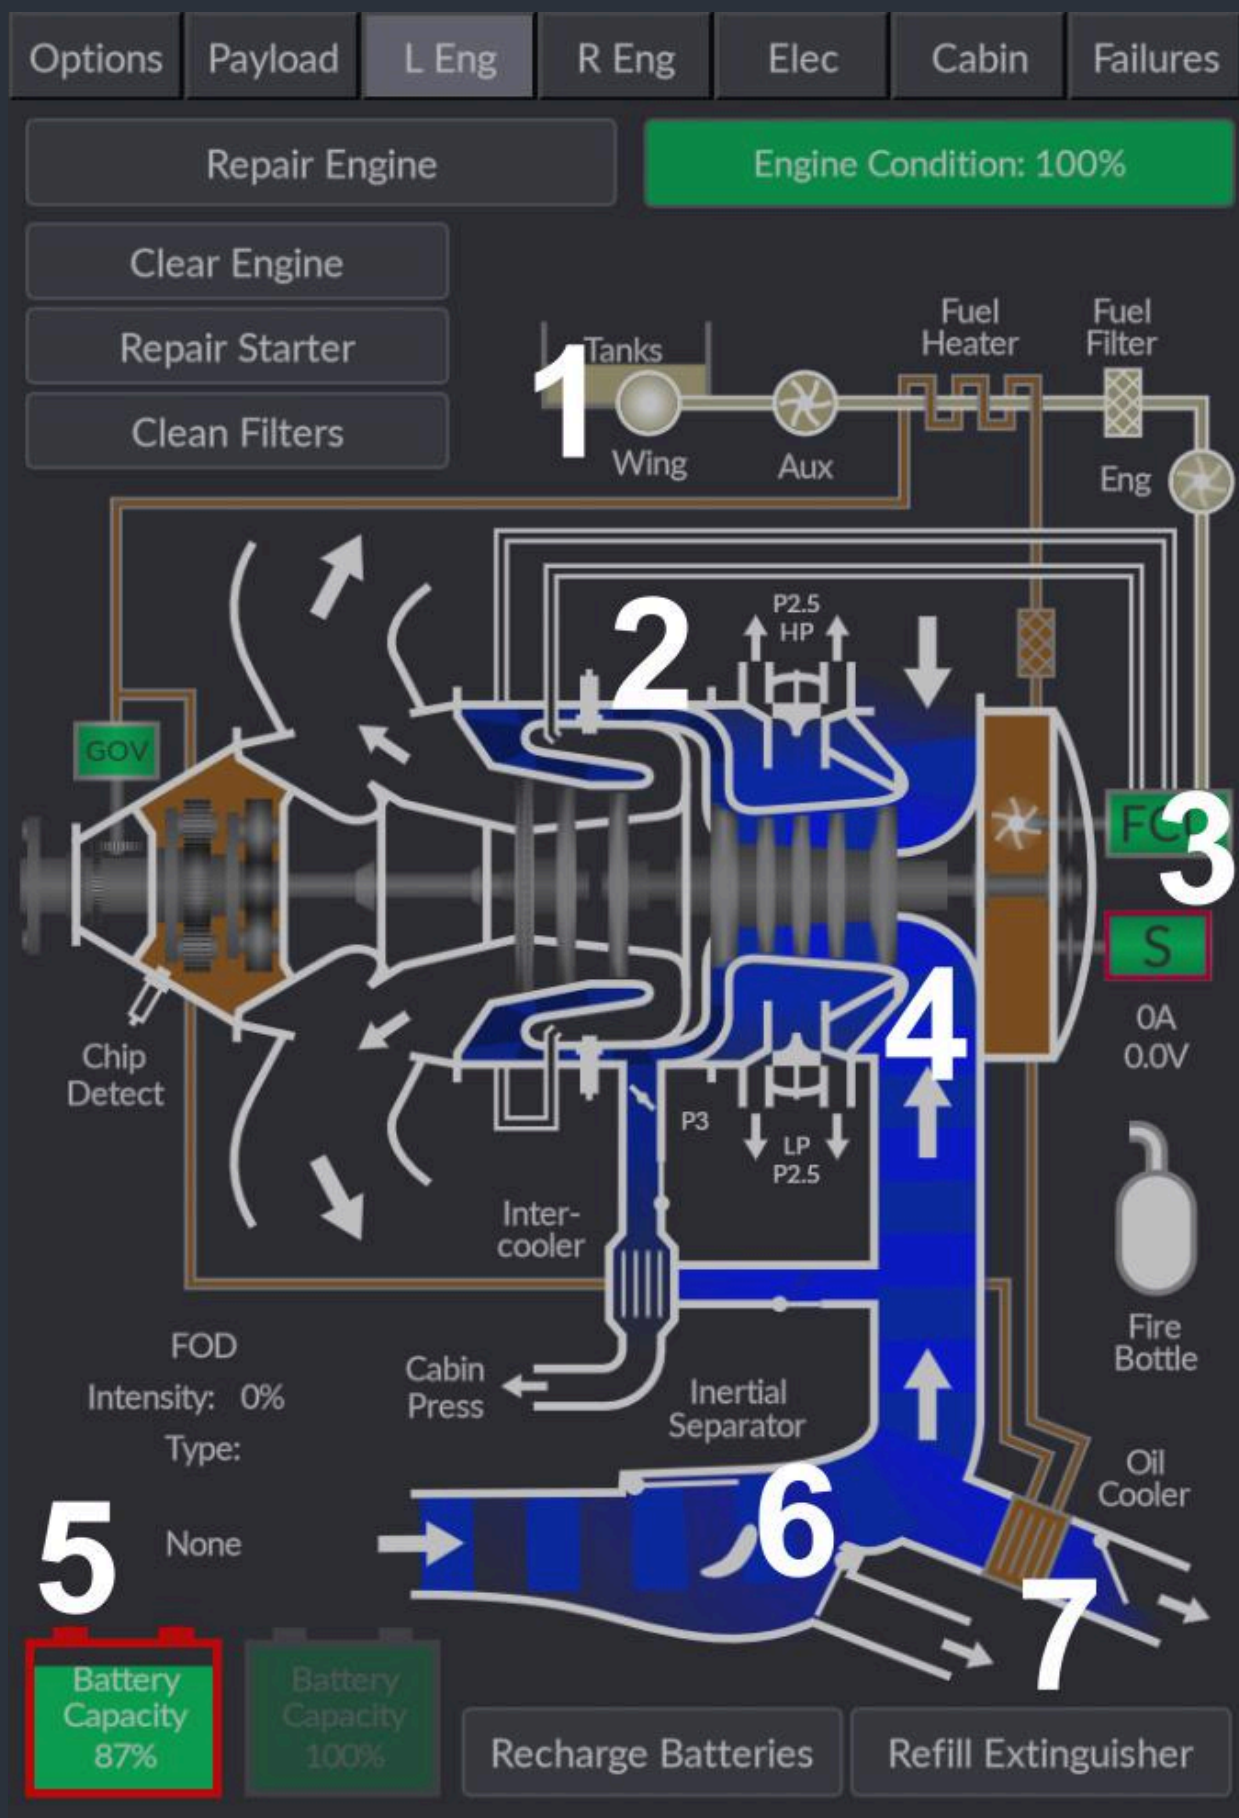 Options Payload L Eng R Eng Elec Cabin Failures
Repair Engine
Engine Condition: 100%
Clear Engine
Repair Starter
Clean Filters
1
Tanks
Wing
Aux
Fuel
Heater
Fuel
Filter
Eng
2
P2.5
HP
GOV
3
S
0A
0.0V
4
Chip
Detect
P3
LP
P2.5
Inter-
cooler
Fire
Bottle
FOD
Intensity: 0%
Type:
None
Cabin
Press
Inertial
Separator
Oil
Cooler
5
6
7
Battery
Capacity
87%
Battery
Capacity
100%
Recharge Batteries
Refill Extinguisher